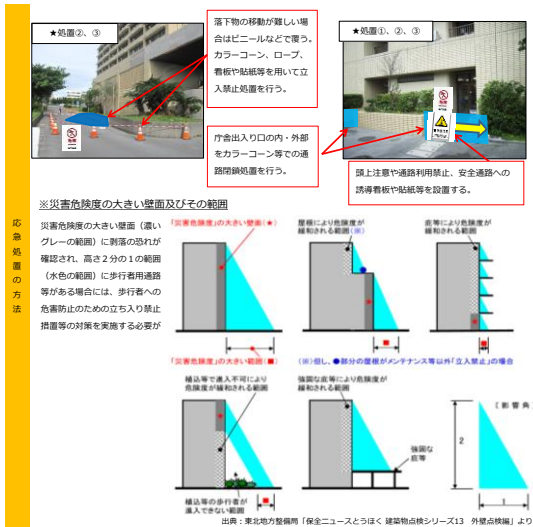 ★処置②、③
落下物の移動が難しい場
合はビニールなどで覆う。
カラーコーン、ロープ、
看板や貼紙等を用いて立
入禁止処置を行う。
★処置①、②、③
庁舎出入り口の内・外部
をカラーコーン等での通
路閉鎖処置を行う。
頭上注意や通路利用禁止、安全通路への
誘導看板や貼紙等を設置する。
応急処置の方法
※災害危険度の大きい壁面及びその範囲
災害危険度の大きい壁面（濃い
グレーの範囲）に剥落の恐れが
確認され、高さ２分の１の範囲
（水色の範囲）に歩行者用通路
等がある場合には、歩行者への
危害防止のための立ち入り禁止
措置等の対策を実施する必要が
「災害危険度」の大きい壁面(★)
屋根により危険度が
緩和される範囲(※)
庇等により危険度が
緩和される範囲
「災害危険度」の大きい範囲(■)
(※)但し、●部分の屋根がメンテナンス等以外「立入禁止」の場合
植込等で進入不可により
危険度が緩和される範囲
強固な庇等により危険度が
緩和される範囲
(影響角)
2
強固な
庇等
1
植込等の歩行者が
進入できない範囲
出典：東北地方整備局「保全ニュースとうほく 建築物点検シリーズ13　外壁点検編」より